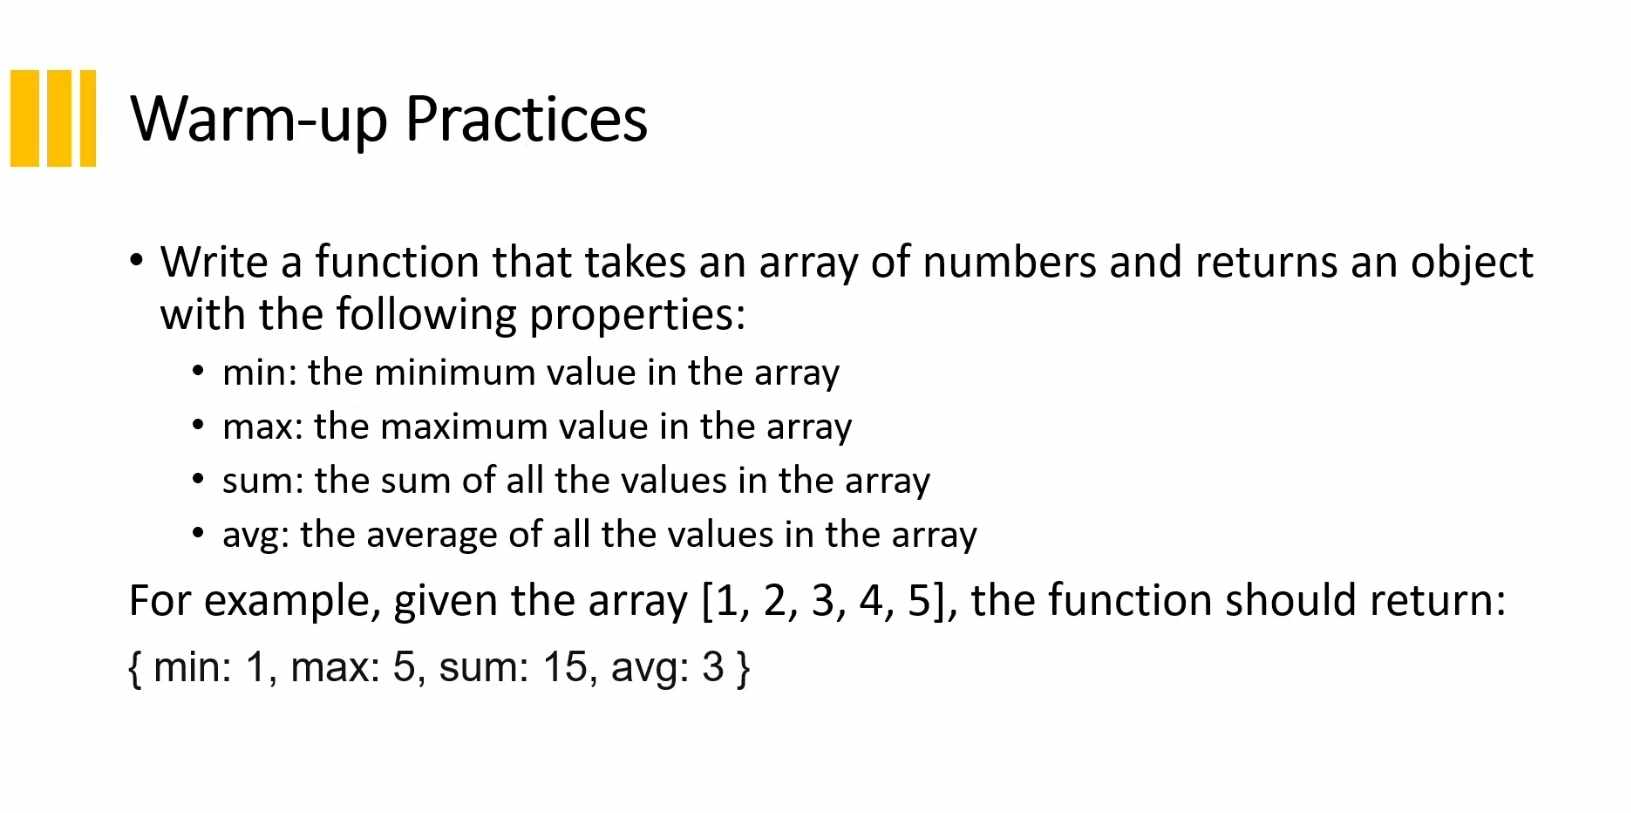 Warm-up Practices
• Write a function that takes an array of numbers and returns an object
with the following properties:
• min: the minimum value in the array
• max: the maximum value in the array
• sum: the sum of all the values in the array
• avg: the average of all the values in the array
For example, given the array [1, 2, 3, 4, 5], the function should return:
{ min: 1, max: 5, sum: 15, avg: 3 }